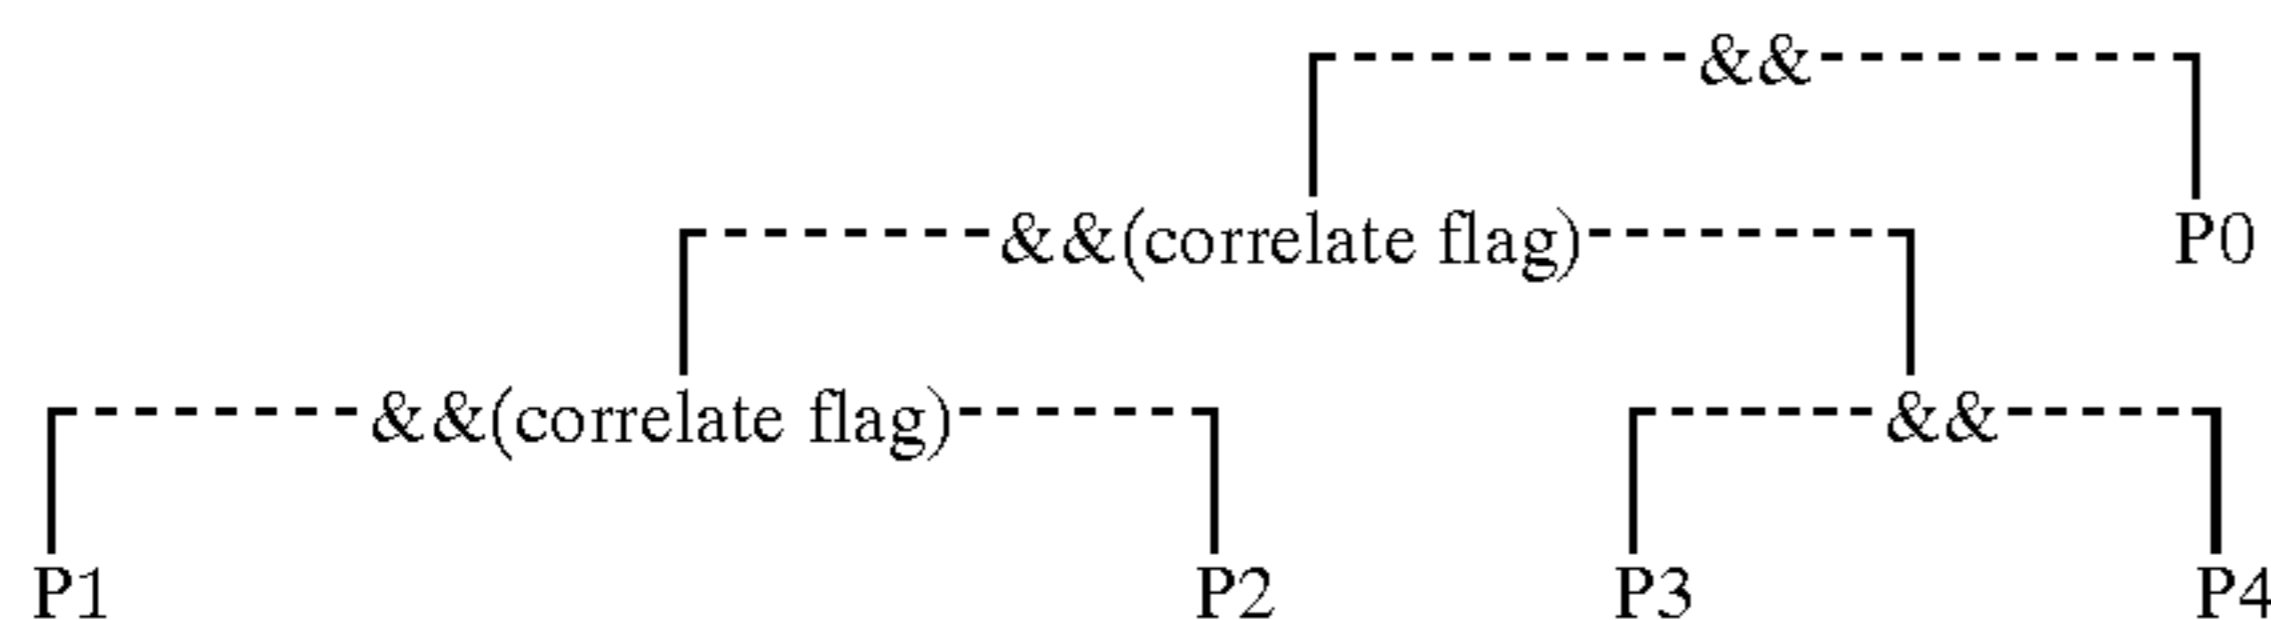 &&
&&(correlate flag) P0
&&(correlate flag) &&
P1 P2 P3 P4